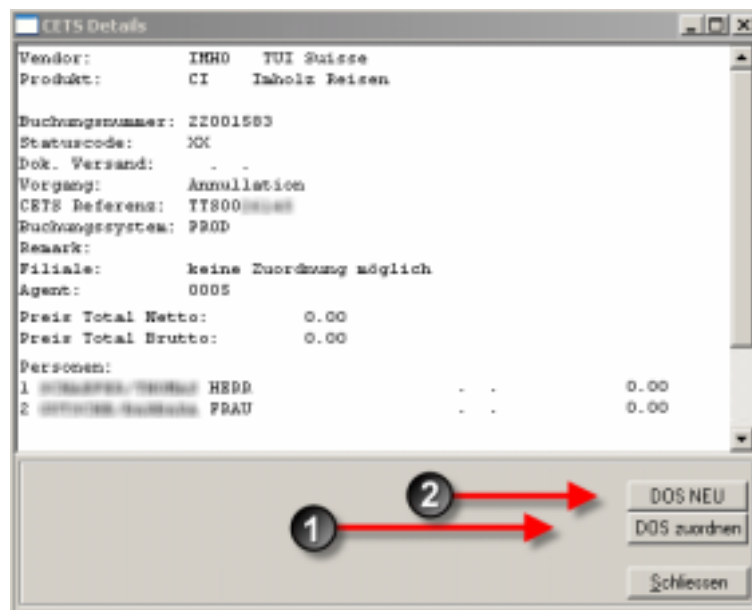 CETS Details
Vendor: IMHO TUI Suisse
Produkt: CI Imholz Reisen
Buchungsnummer: 22001583
Statuscode: XX
Dok. Versand: . .
Vorgang: Annullation
CETS Referenz: TTS00
Buchungssystem: PROD
Remark:
Filiale: keine Zuordnung möglich
Agent: 0005
Preis Total Netto: 0.00
Preis Total Brutto: 0.00
Personen:
1 HERR . . 0.00
2 FRAU . . 0.00
2 DOS NEU
1 DOS zuordnen
Schliessen